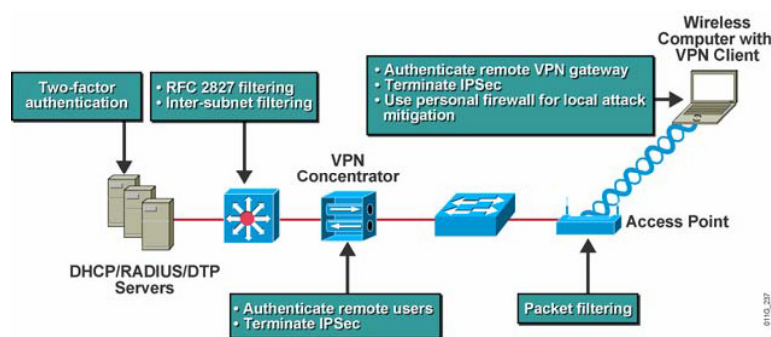 Wireless
Computer with
VPN Client
• Authenticate remote VPN gateway
• Terminate IPSec
• Use personal firewall for local attack
mitigation
Two-factor
authentication
• RFC 2827 filtering
• Inter-subnet filtering
VPN
Concentrator
Access Point
DHCP/RADIUS/DTP
Servers
• Authenticate remote users
• Terminate IPSec
Packet filtering
011G_237